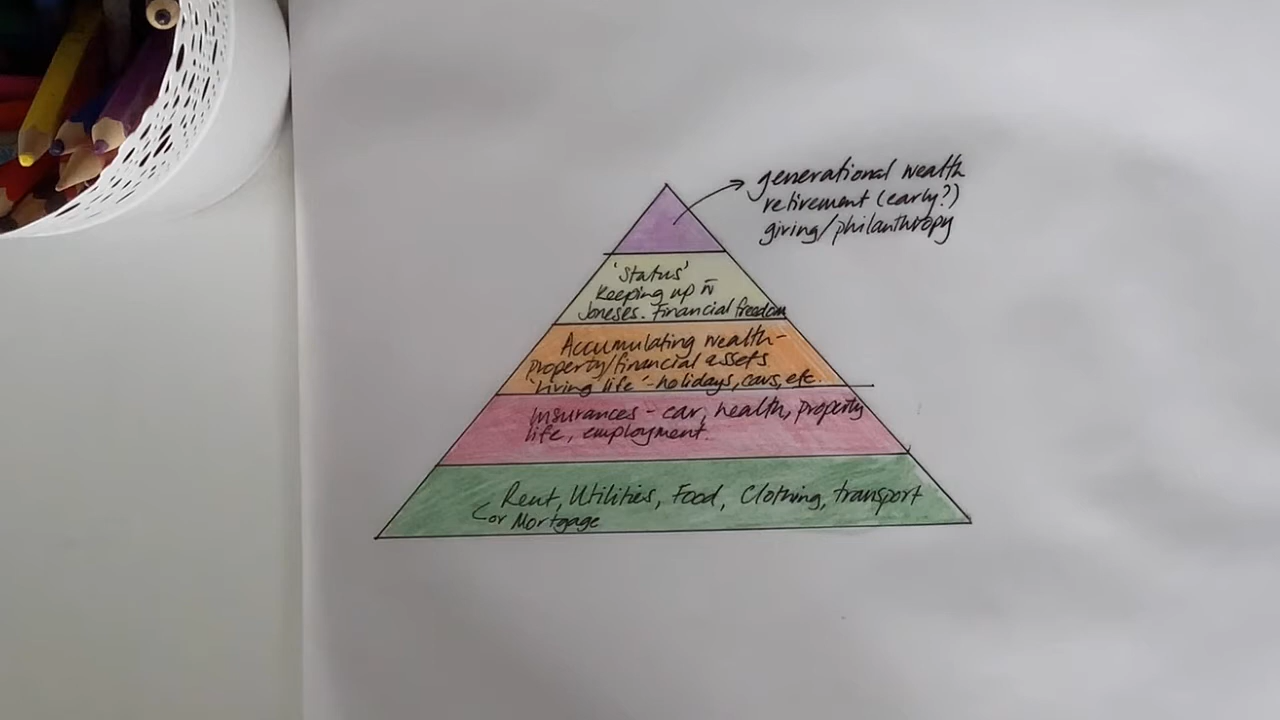 generational wealth
retirement (early?)
giving/philanthropy
'Status'
Keeping up w̄
Joneses. Financial freedom
Accumulating wealth-
property/financial assets
'living life' - holidays, cars, etc.
Insurances - car, health, property
life, employment.
Rent, Utilities, Food, Clothing, transport
or Mortgage